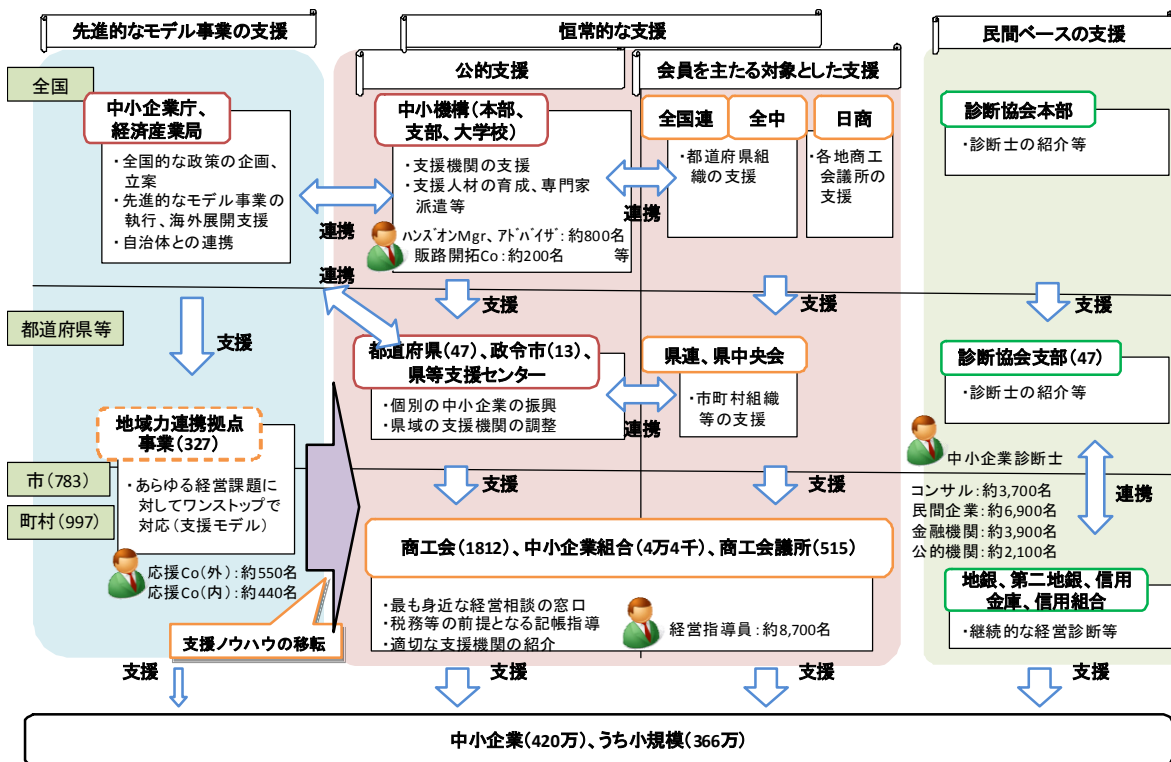 先進的なモデル事業の支援
恒常的な支援
民間ベースの支援
公的支援
会員を主たる対象とした支援
全国
中小企業庁、
経済産業局
・全国的な政策の企画、
立案
・先進的なモデル事業の
執行、海外展開支援
・自治体との連携
連携
中小機構(本部、
支部、大学校)
・支援機関の支援
・支援人材の育成、専門家
派遣等
ハンズオンMgr、アドバイザ:約800名
販路開拓Co:約200名 等
連携
全国連
全中
日商
・都道府県組
織の支援
・各地商工
会議所の
支援
診断協会本部
・診断士の紹介等
連携
支援
支援
支援
都道府県等
支援
都道府県(47)、政令市(13)、
県等支援センター
・個別の中小企業の振興
・県域の支援機関の調整
連携
県連、県中央会
・市町村組織
等の支援
診断協会支部(47)
・診断士の紹介等
中小企業診断士
地域力連携拠点
事業(327)
・あらゆる経営課題に
対してワンストップで
対応(支援モデル)
応援Co(外):約550名
応援Co(内):約440名
支援ノウハウの移転
市(783)
町村(997)
支援
支援
コンサル:約3,700名
民間企業:約6,900名
金融機関:約3,900名
公的機関:約2,100名
連携
商工会(1812)、中小企業組合(4万4千)、商工会議所(515)
・最も身近な経営相談の窓口
・税務等の前提となる記帳指導
・適切な支援機関の紹介
経営指導員:約8,700名
地銀、第二地銀、信用
金庫、信用組合
・継続的な経営診断等
支援
支援
支援
支援
中小企業(420万)、うち小規模(366万)